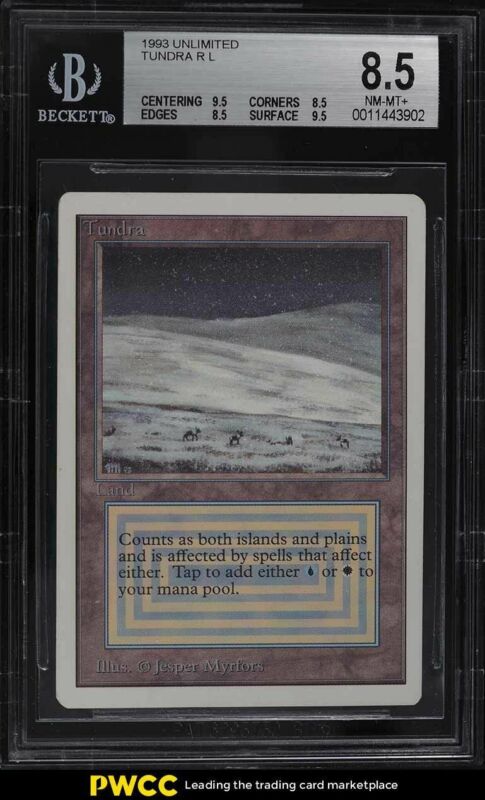 1993 UNLIMITED
TUNDRA R L
8.5
CENTERING 9.5 CORNERS 8.5
NM-MT+
EDGES 8.5 SURFACE 9.5
0011443902
B
BECKETT®
Tundra
Land
Counts as both islands and plains
and is affected by spells that affect
either. Tap to add either or to
your mana pool.
Illus. © Jesper Myrfors
PWCC Leading the trading card marketplace